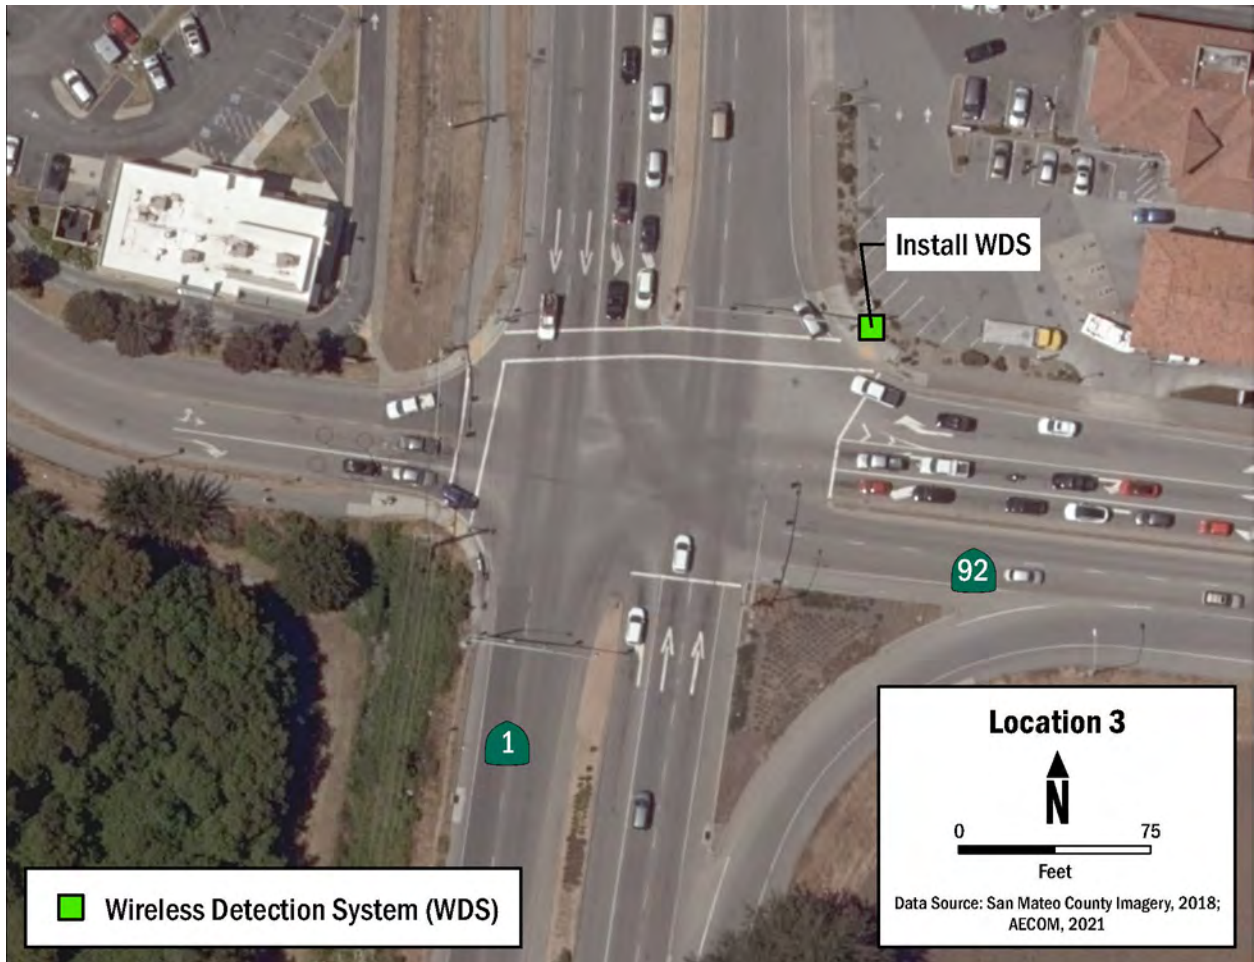 Install WDS
92
1
Location 3
N
0 75
Feet
Data Source: San Mateo County Imagery, 2018;
AECOM, 2021
Wireless Detection System (WDS)